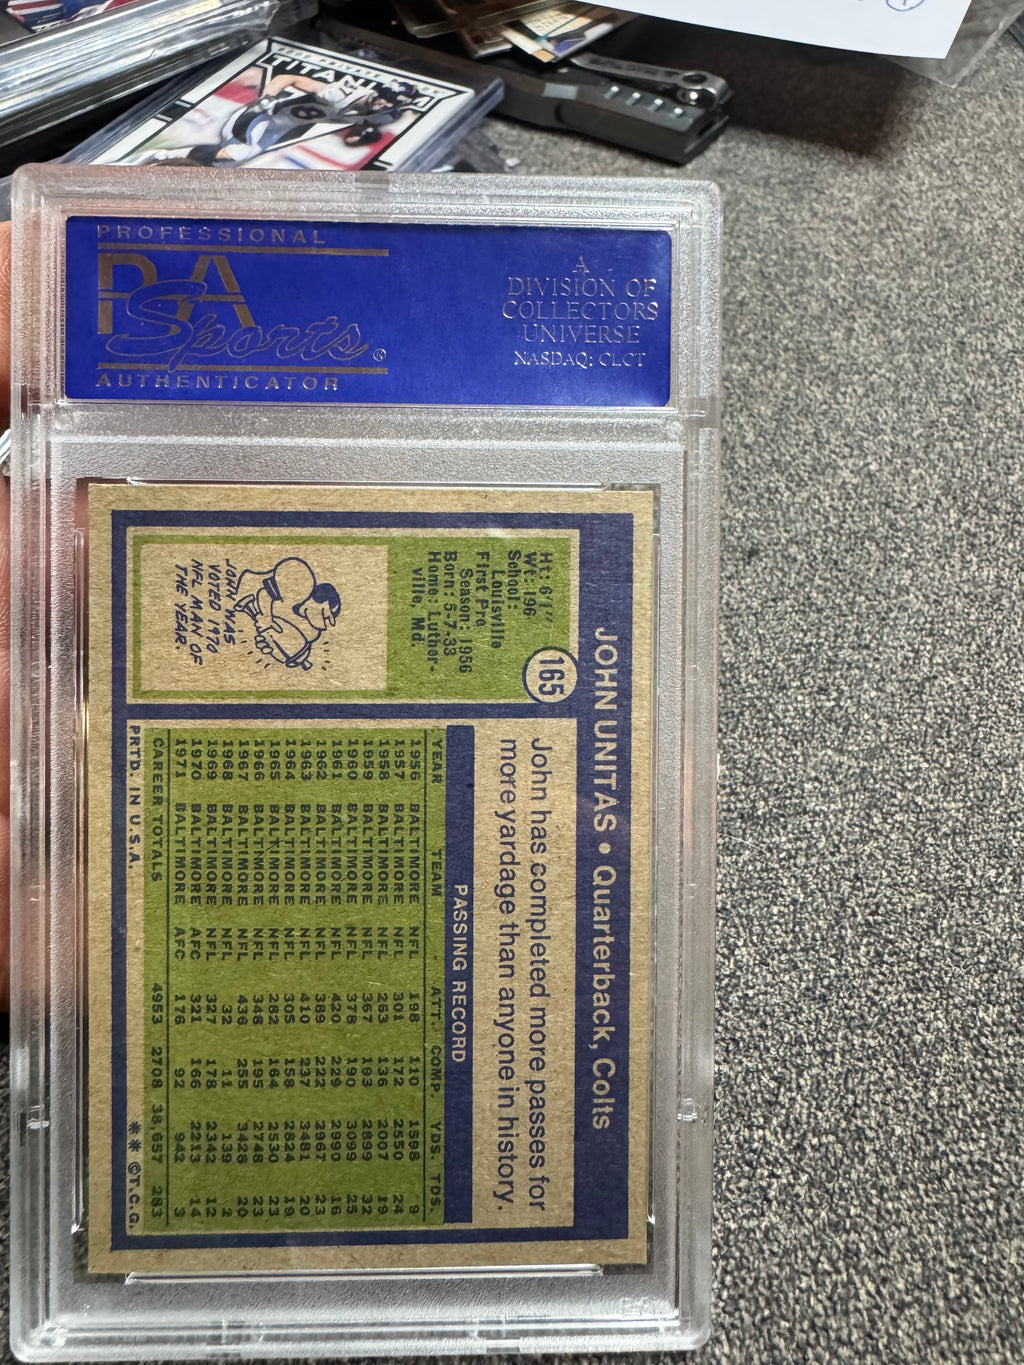 TITANI
PROFESSIONAL
PSA
Sports®
AUTHENTICATOR
A
DIVISION OF
COLLECTORS
UNIVERSE
NASDAQ: CLCT
JOHN UNITAS • Quarterback, Colts
165
Ht: 6'1"
Wt: 196
School:
Louisville
First Pro
Season: 1956
Born: 5-7-33
Home: Luther-
ville, Md.
JOHN WAS
VOTED 1970
NFL MAN OF
THE YEAR.
John has completed more passes for
more yardage than anyone in history.
PASSING RECORD
YEAR TEAM ATT. COMP. YDS. TDS.
1956 BALTIMORE NFL 198 110 1598 9
1957 BALTIMORE NFL 301 172 2550 24
1958 BALTIMORE NFL 263 136 2007 19
1959 BALTIMORE NFL 367 193 2899 32
1960 BALTIMORE NFL 378 190 3099 25
1961 BALTIMORE NFL 420 229 2990 16
1962 BALTIMORE NFL 389 222 2967 23
1963 BALTIMORE NFL 410 237 3481 20
1964 BALTIMORE NFL 305 158 2824 19
1965 BALTIMORE NFL 282 164 2530 23
1966 BALTIMORE NFL 348 195 2748 23
1967 BALTIMORE NFL 436 255 3428 20
1968 BALTIMORE NFL 32 11 139 2
1969 BALTIMORE NFL 327 178 2342 12
1970 BALTIMORE AFC 321 166 2213 14
1971 BALTIMORE AFC 176 92 942 3
CAREER TOTALS 4953 2708 38,657 283
PRTD. IN U.S.A. ** ©T.C.G.